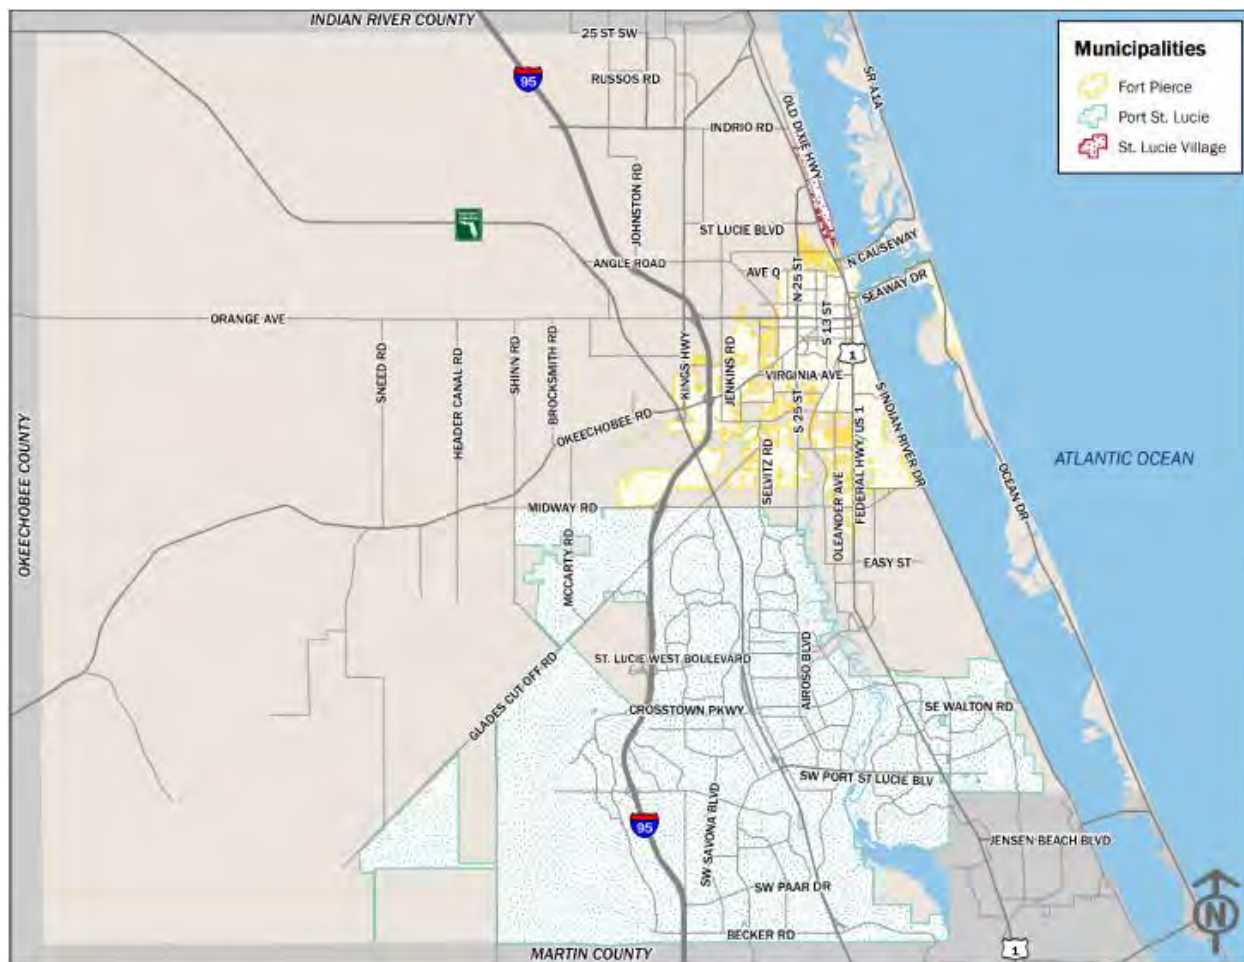 INDIAN RIVER COUNTY
25 ST SW
RUSSOS RD
95
SR-A1A
OLD DIXIE HWY
INDRIO RD
JOHNSTON RD
ST LUCIE BLVD
N CAUSEWAY
ANGLE ROAD
AVE Q
N 25 ST
SEAWAY DR
ORANGE AVE
S 13 ST
SNEED RD
HEADER CANAL RD
SHINN RD
BROCKSMITH RD
KINGS HWY
JENKINS RD
1
VIRGINIA AVE
S 25 ST
OKEECHOBEE RD
S INDIAN RIVER DR
FEDERAL HWY/US 1
SELVITZ RD
OLEANDER AVE
OCEAN DR
ATLANTIC OCEAN
OKEECHOBEE COUNTY
MIDWAY RD
MCCARTY RD
EASY ST
GLADES CUT OFF RD
ST. LUCIE WEST BOULEVARD
AIROSO BLVD
CROSSTOWN PKWY
SE WALTON RD
SW PORT ST LUCIE BLV
SW SAVONA BLVD
95
JENSEN BEACH BLVD
SW PAAR DR
BECKER RD
MARTIN COUNTY
1
N
Municipalities
Fort Pierce
Port St. Lucie
St. Lucie Village